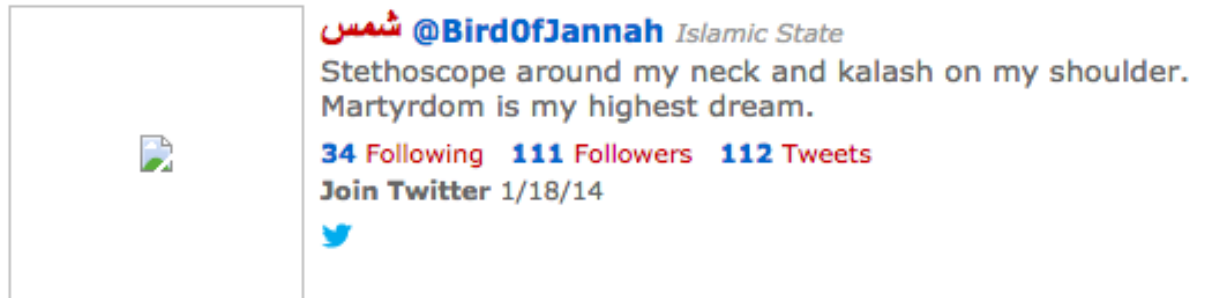 شمس @Bird0fJannah Islamic State
Stethoscope around my neck and kalash on my shoulder.
Martyrdom is my highest dream.
34 Following 111 Followers 112 Tweets
Join Twitter 1/18/14